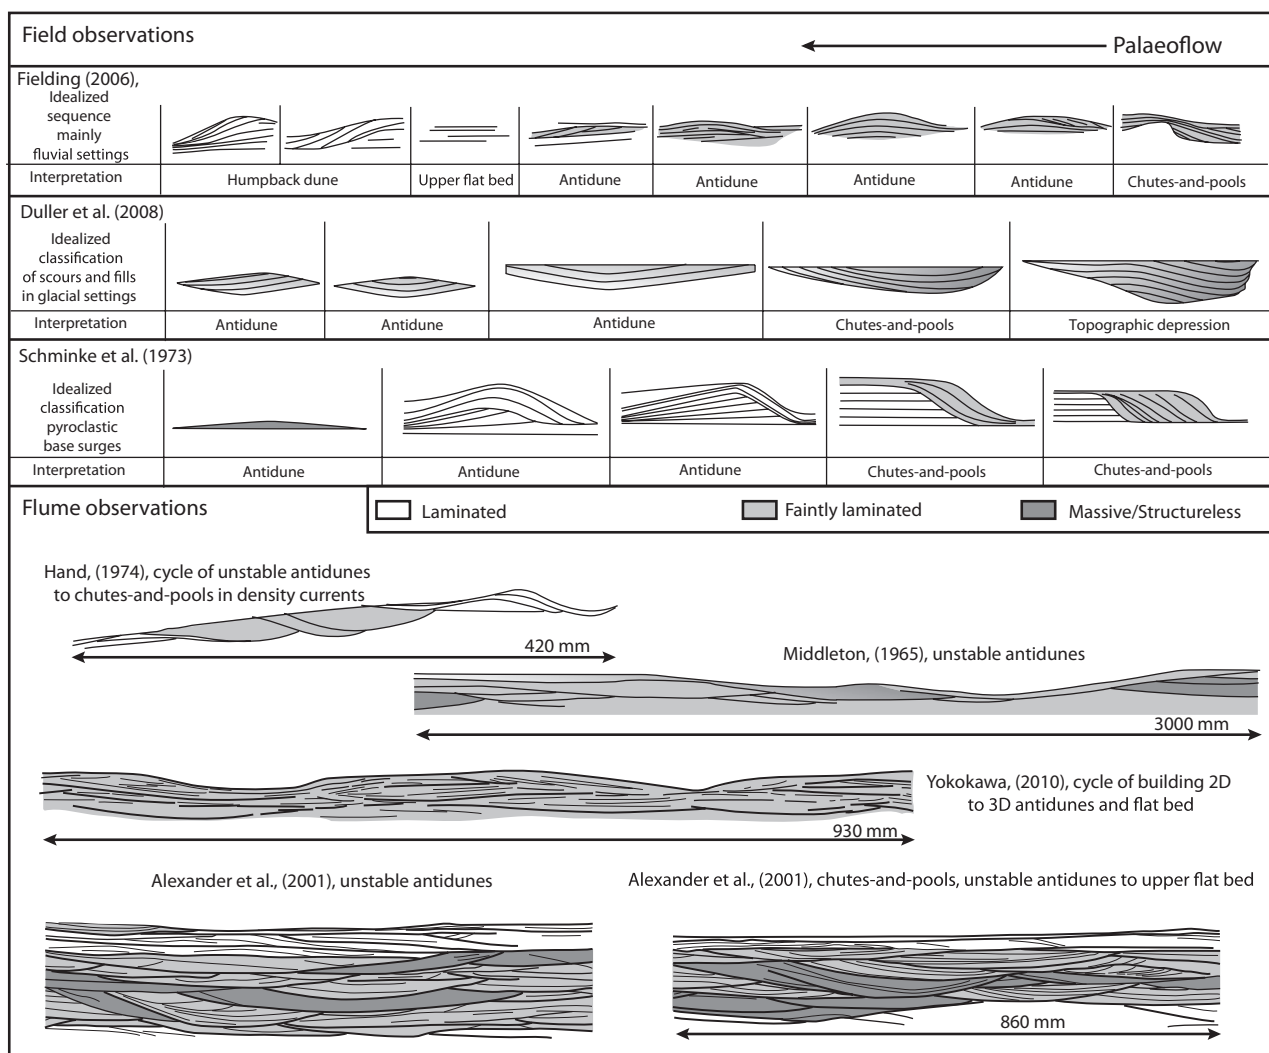 Field observations
Palaeoflow
Fielding (2006),
Idealized
sequence
mainly
fluvial settings
Interpretation
Humpback dune
Upper flat bed
Antidune
Antidune
Antidune
Antidune
Chutes-and-pools
Duller et al. (2008)
Idealized
classification
of scours and fills
in glacial settings
Interpretation
Antidune
Antidune
Antidune
Chutes-and-pools
Topographic depression
Schminke et al. (1973)
Idealized
classification
pyroclastic
base surges
Interpretation
Antidune
Antidune
Antidune
Chutes-and-pools
Chutes-and-pools
Flume observations
Laminated
Faintly laminated
Massive/Structureless
Hand, (1974), cycle of unstable antidunes
to chutes-and-pools in density currents
420 mm
Middleton, (1965), unstable antidunes
3000 mm
Yokokawa, (2010), cycle of building 2D
to 3D antidunes and flat bed
930 mm
Alexander et al., (2001), unstable antidunes
Alexander et al., (2001), chutes-and-pools, unstable antidunes to upper flat bed
860 mm